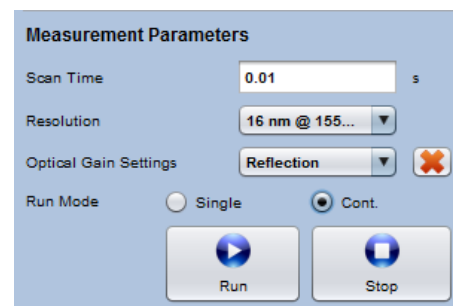 Measurement Parameters
Scan Time 0.01 s
Resolution 16 nm @ 155...
Optical Gain Settings Reflection
Run Mode Single Cont.
Run Stop